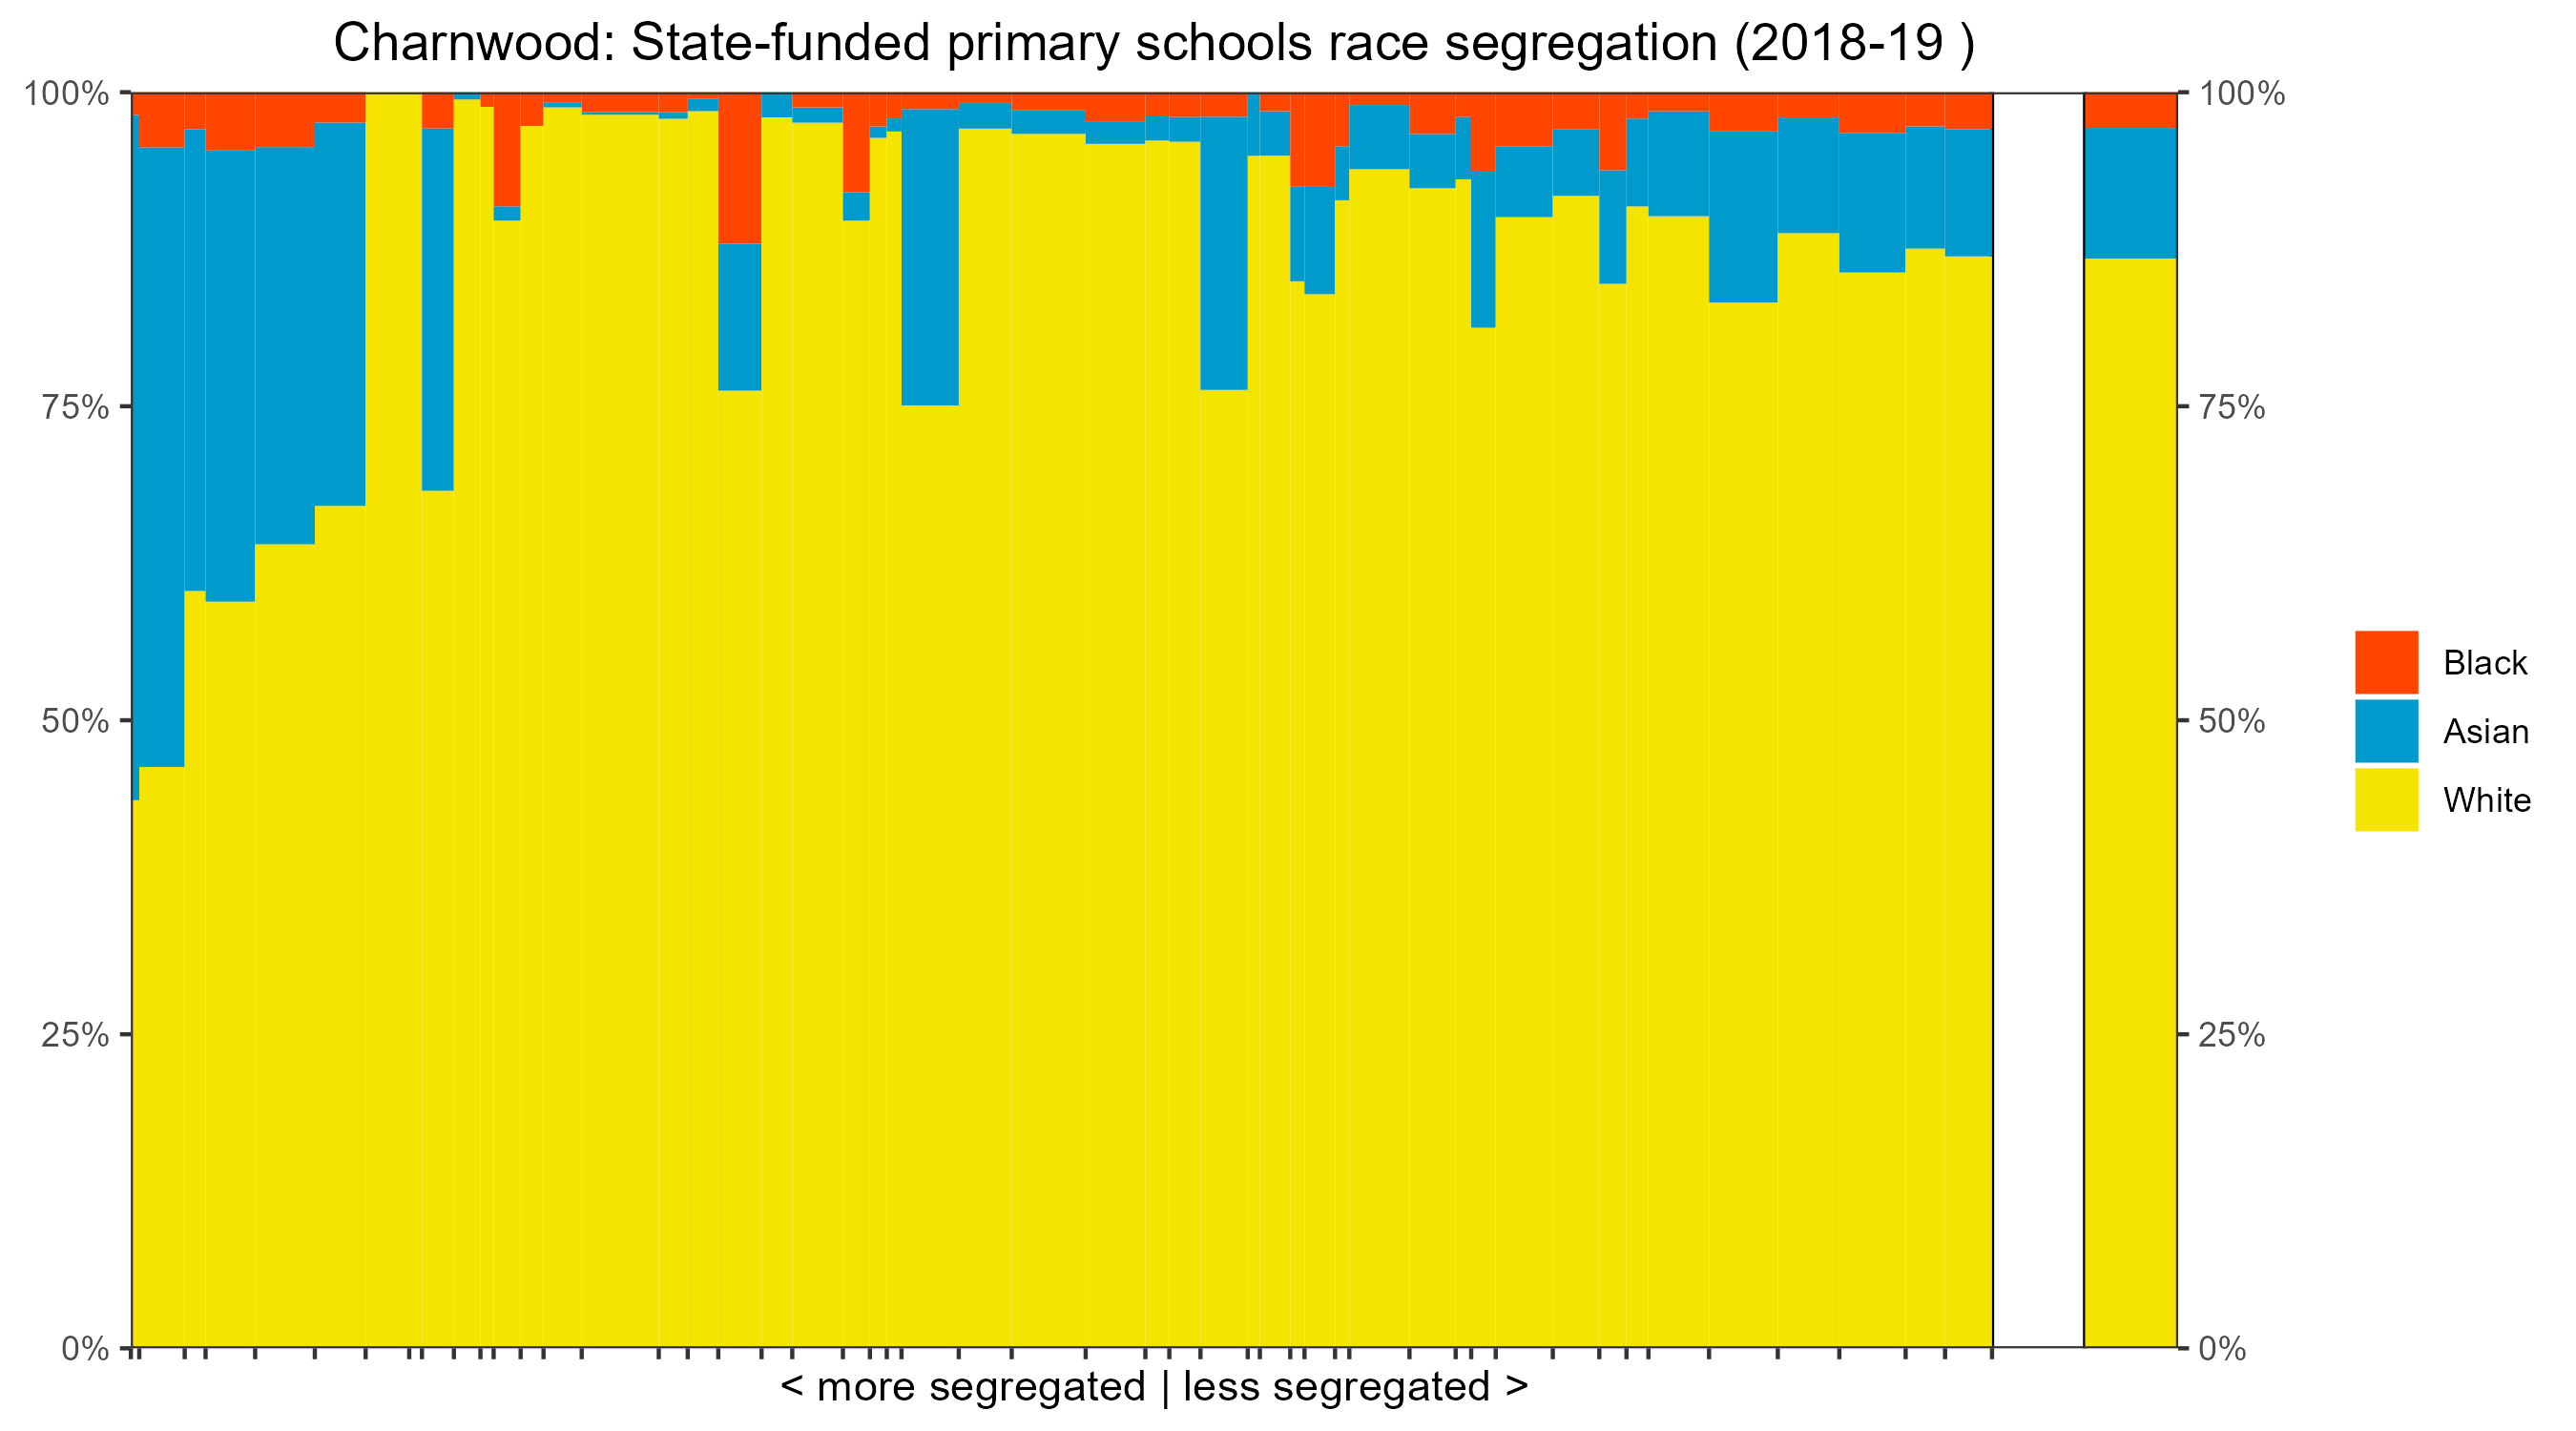 Charnwood: State-funded primary schools race segregation (2018-19 )
100%
75%
50%
25%
0%
100%
75%
50%
25%
0%
Black
Asian
White
< more segregated | less segregated >